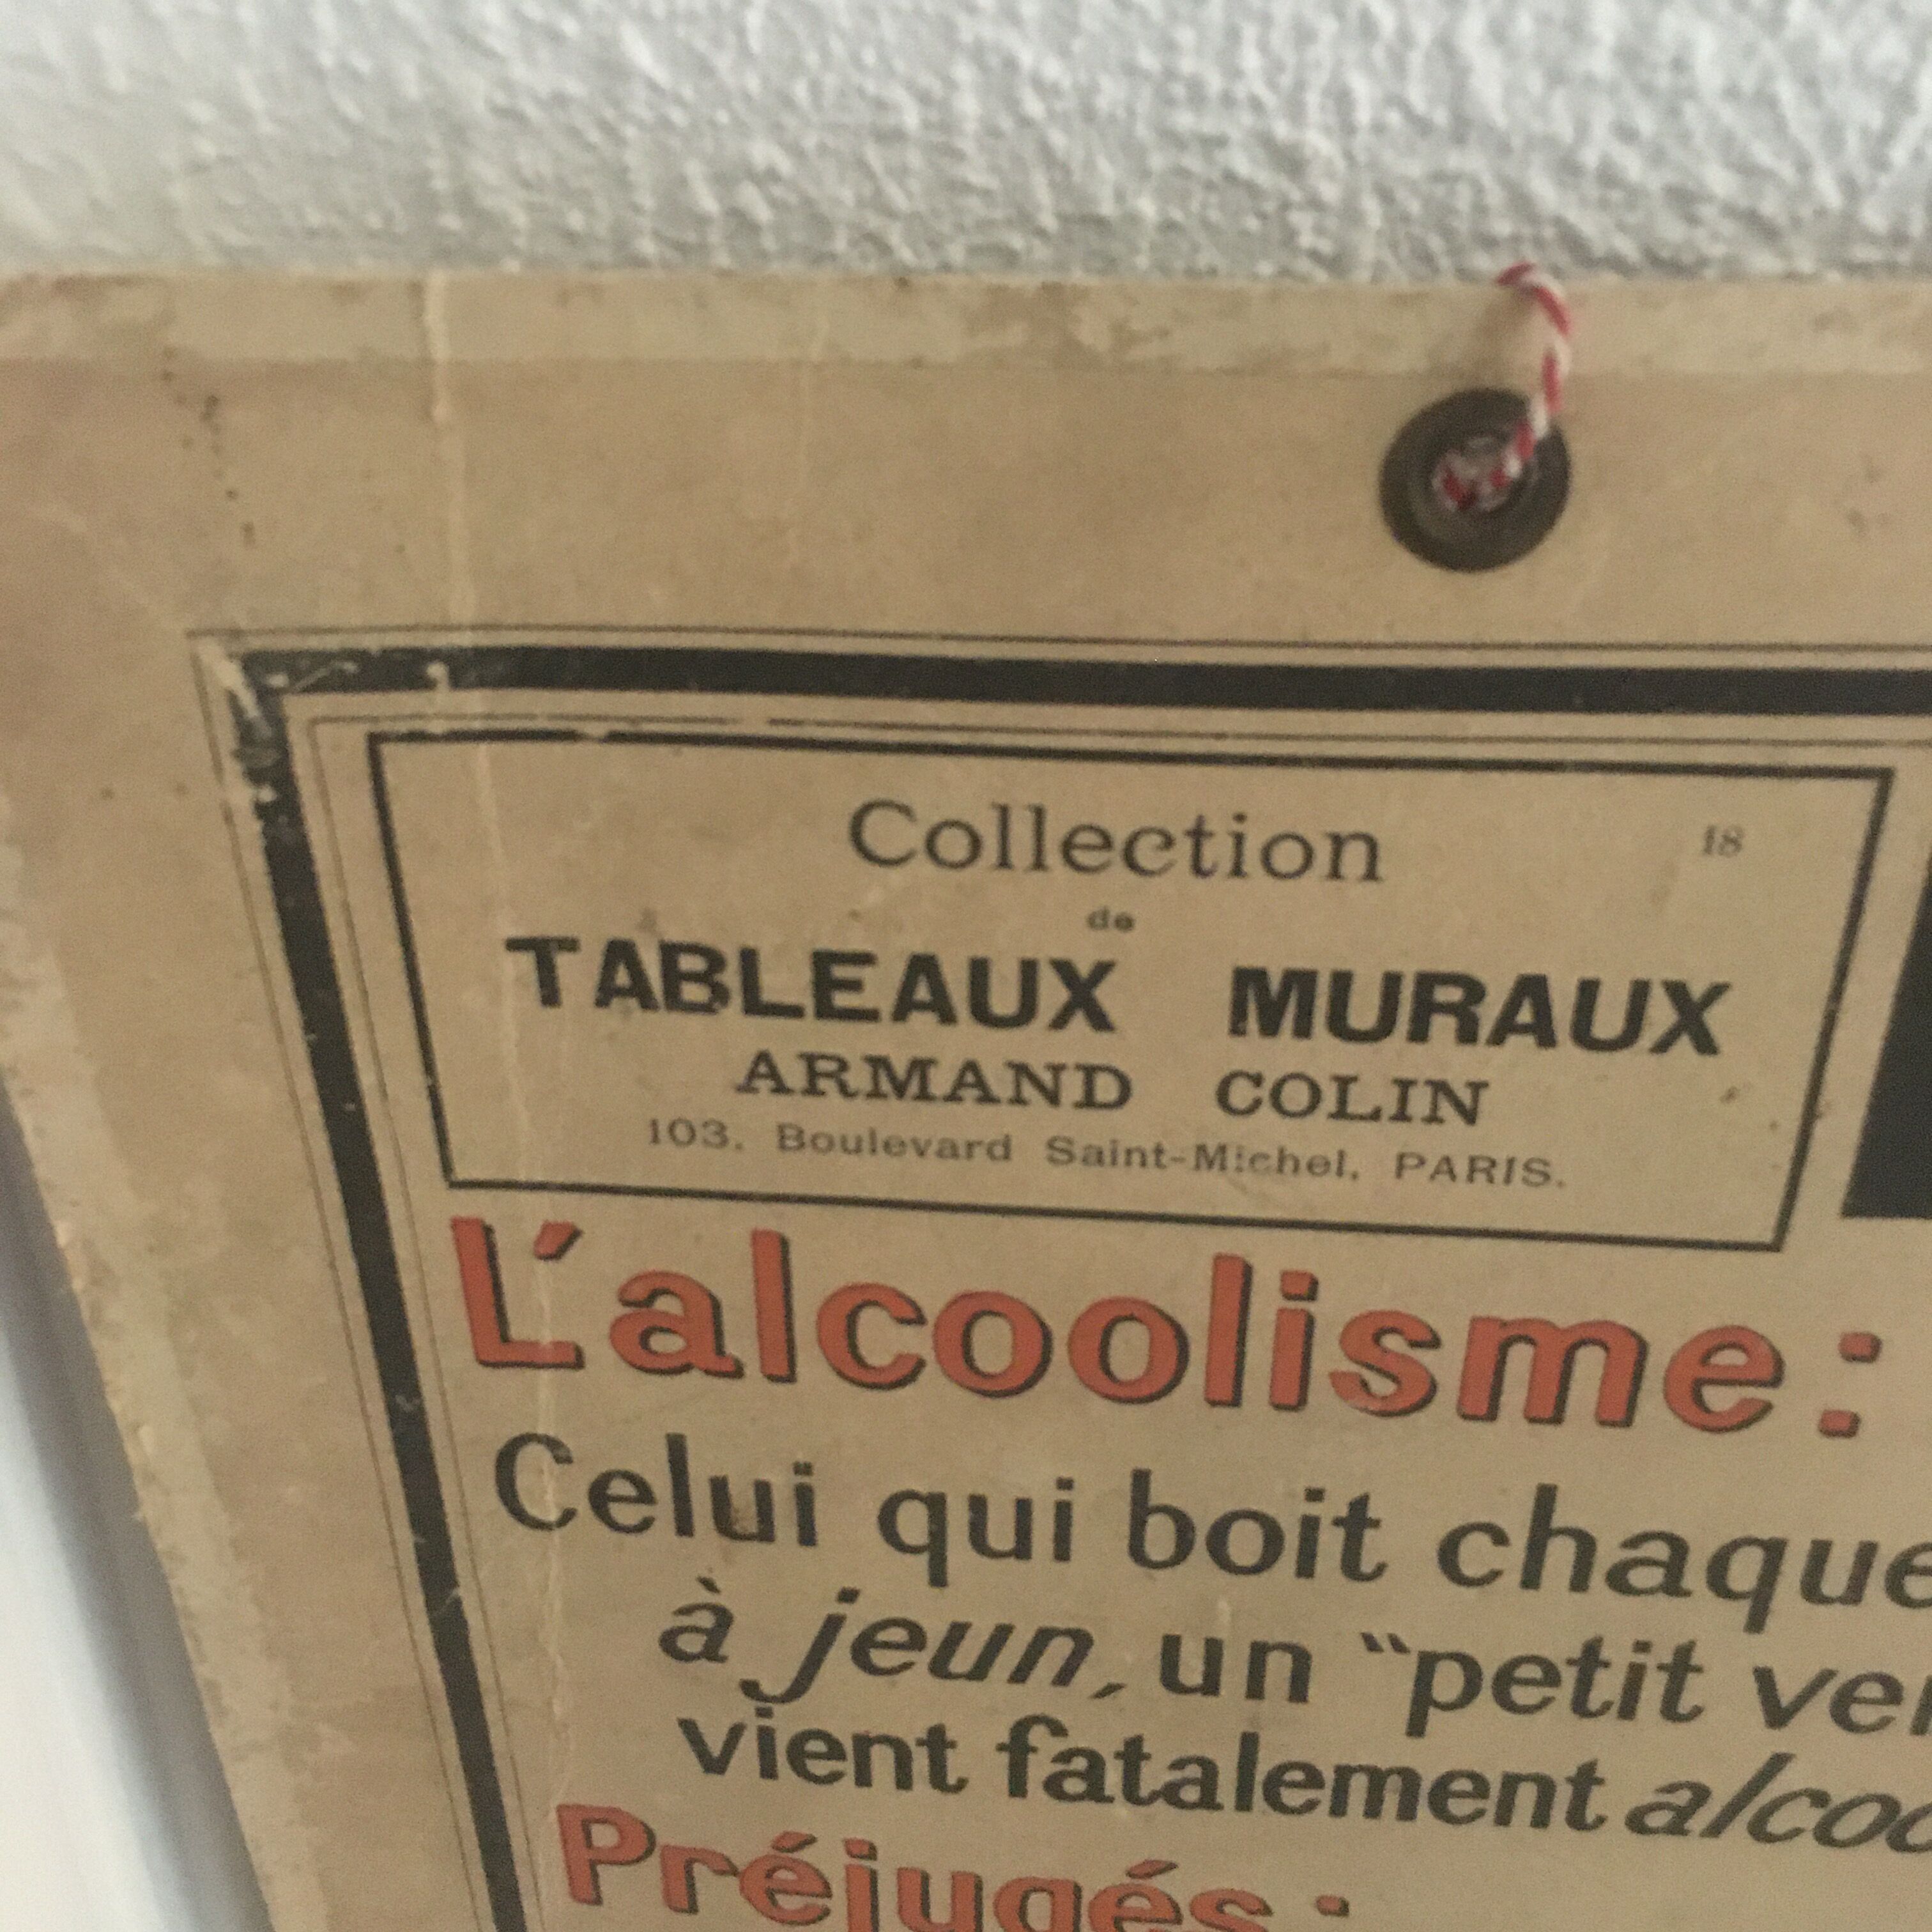 Collection 18
de
TABLEAUX MURAUX
ARMAND COLIN
103, Boulevard Saint-Michel, PARIS.
L'alcoolisme:
Celui qui boit chaque
à jeun, un “petit
vient fatalement
Préjugés: